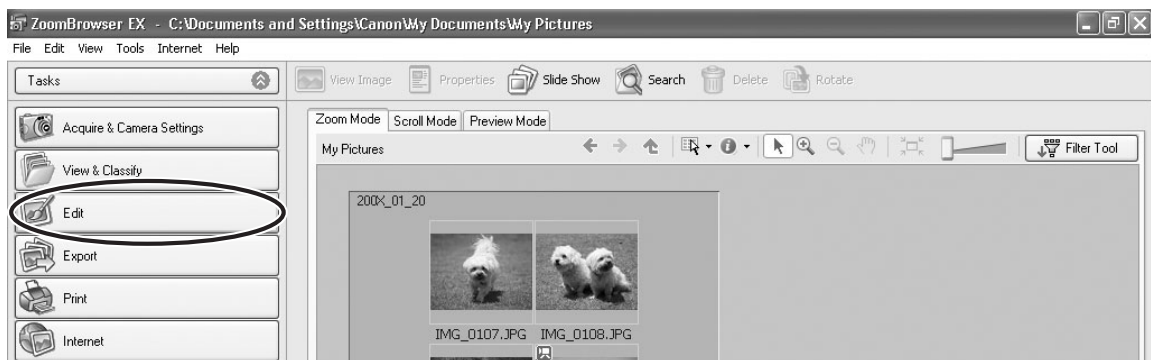 ZoomBrowser EX - C:\Documents and Settings\Canon\My Documents\My Pictures
File Edit View Tools Internet Help
Tasks
View Image Properties Slide Show Search Delete Rotate
Acquire & Camera Settings
View & Classify
Edit
Export
Print
Internet
Zoom Mode Scroll Mode Preview Mode
My Pictures
Filter Tool
200X_01_20
IMG_0107.JPG IMG_0108.JPG